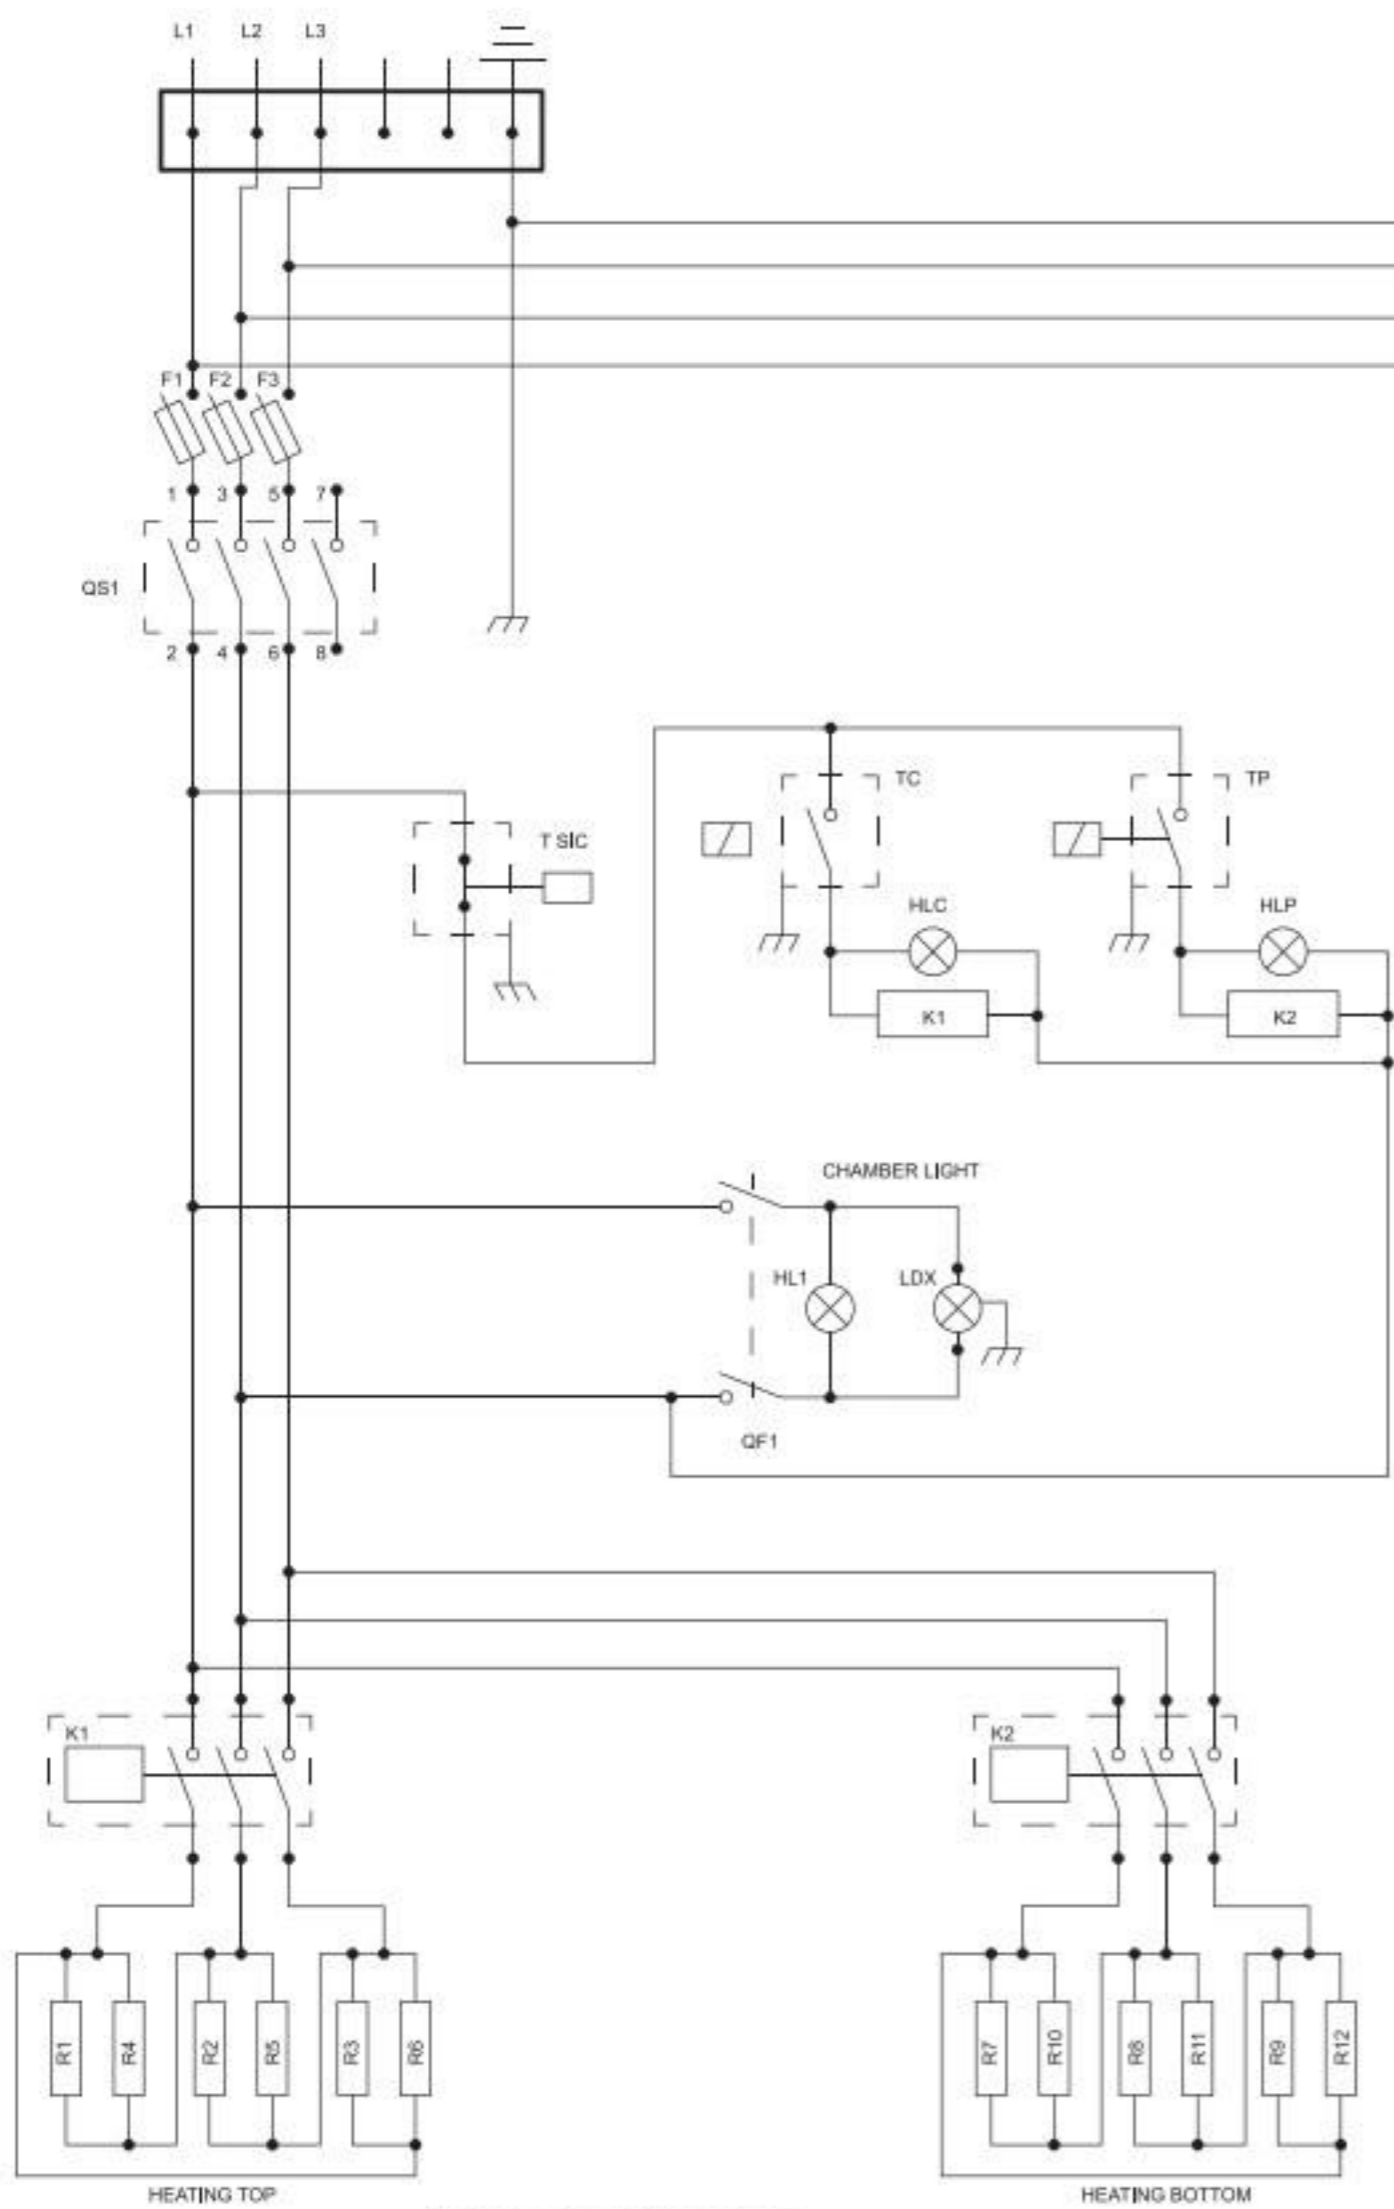 L1 L2 L3
F1 F2 F3
1 3 5 7
QS1
2 4 6 8
TC TP
T SIC
HLC HLP
K1 K2
CHAMBER LIGHT
HL1 LDX
QF1
K1 K2
R1 R4 R2 R5 R3 R6 R7 R10 R8 R11 R9 R12
HEATING TOP HEATING BOTTOM